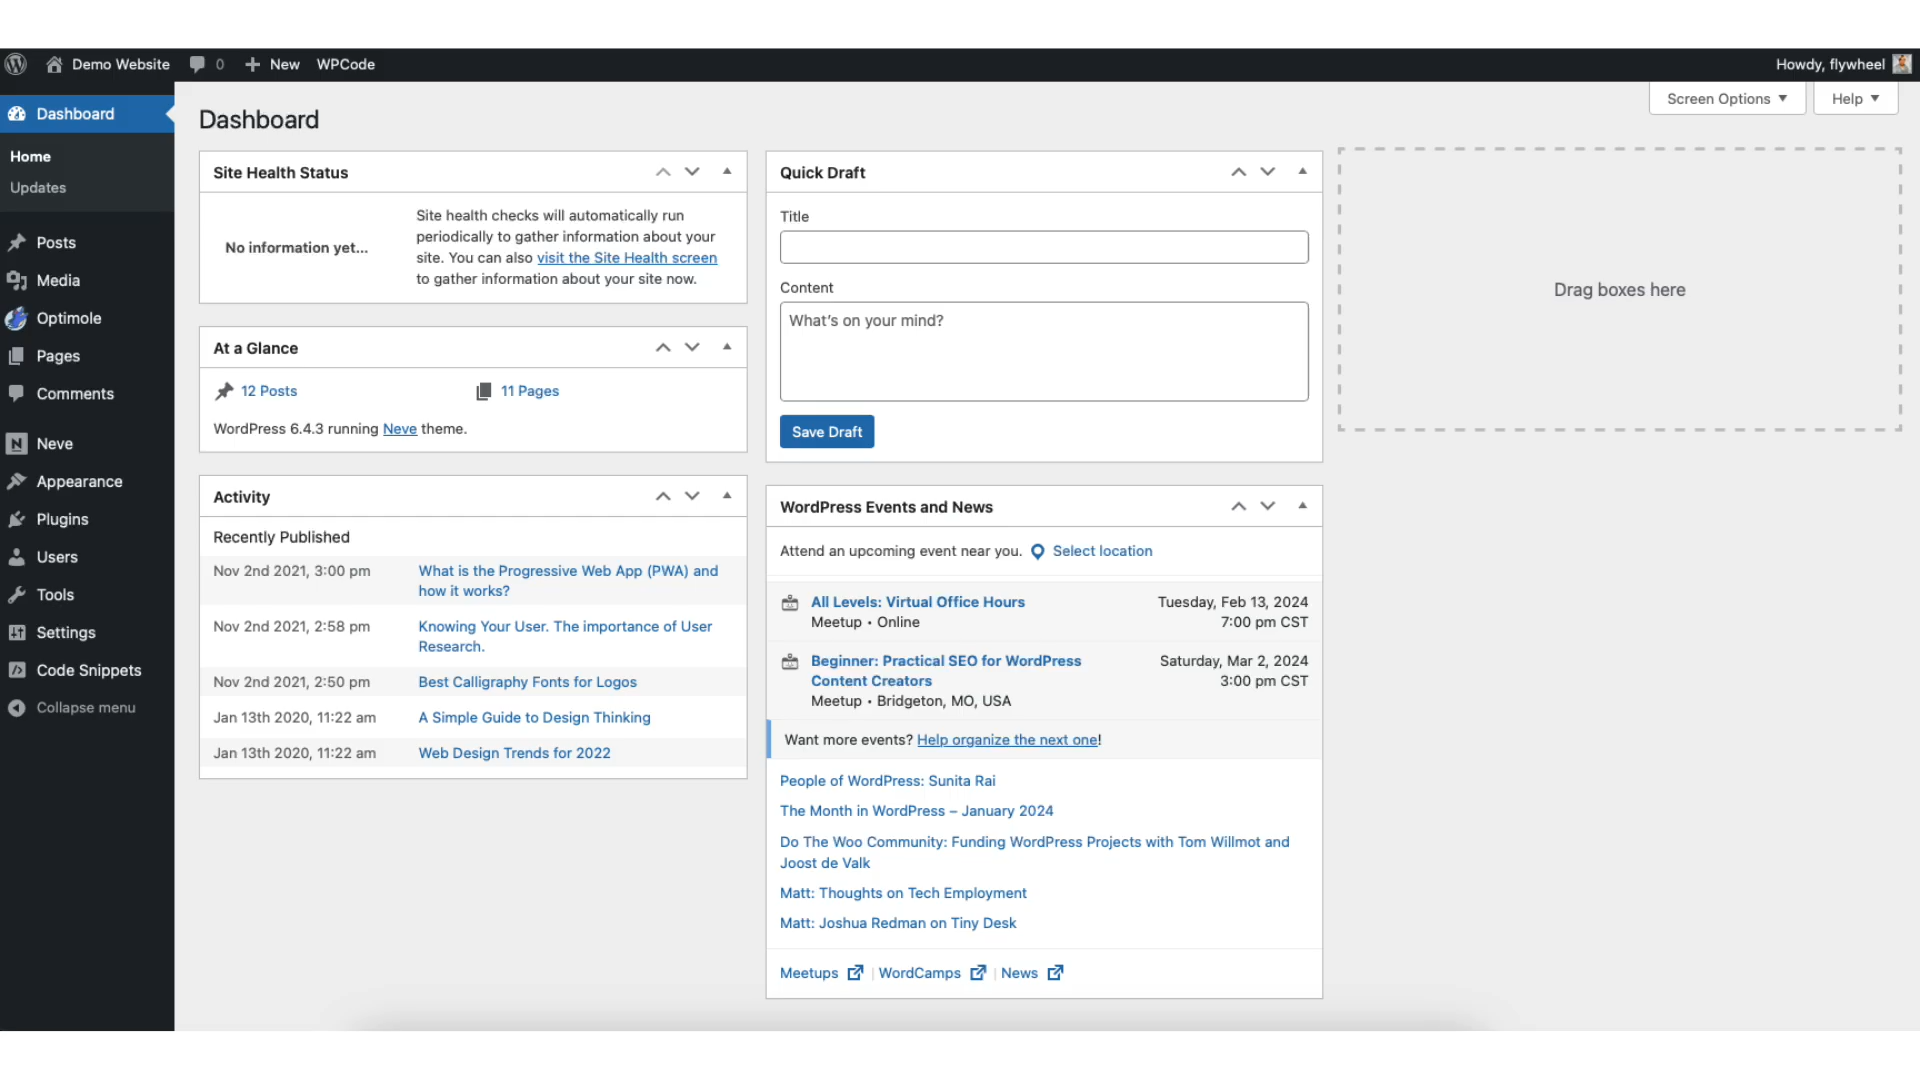 Demo Website 0 New WPCode Howdy, flywheel
Screen Options Help
Dashboard
Home
Updates
Posts
Media
Optimole
Pages
Comments
Neve
Appearance
Plugins
Users
Tools
Settings
Code Snippets
Collapse menu
Dashboard
Site Health Status
No information yet...
Site health checks will automatically run
periodically to gather information about your
site. You can also visit the Site Health screen
to gather information about your site now.
At a Glance
12 Posts 11 Pages
WordPress 6.4.3 running Neve theme.
Activity
Recently Published
Nov 2nd 2021, 3:00 pm What is the Progressive Web App (PWA) and
how it works?
Nov 2nd 2021, 2:58 pm Knowing Your User. The importance of User
Research.
Nov 2nd 2021, 2:50 pm Best Calligraphy Fonts for Logos
Jan 13th 2020, 11:22 am A Simple Guide to Design Thinking
Jan 13th 2020, 11:22 am Web Design Trends for 2022
Quick Draft
Title
Content
What's on your mind?
Save Draft
WordPress Events and News
Attend an upcoming event near you. Select location
All Levels: Virtual Office Hours Tuesday, Feb 13, 2024
Meetup • Online 7:00 pm CST
Beginner: Practical SEO for WordPress Saturday, Mar 2, 2024
Content Creators 3:00 pm CST
Meetup • Bridgeton, MO, USA
Want more events? Help organize the next one!
People of WordPress: Sunita Rai
The Month in WordPress – January 2024
Do The Woo Community: Funding WordPress Projects with Tom Willmot and
Joost de Valk
Matt: Thoughts on Tech Employment
Matt: Joshua Redman on Tiny Desk
Meetups | WordCamps | News
Drag boxes here